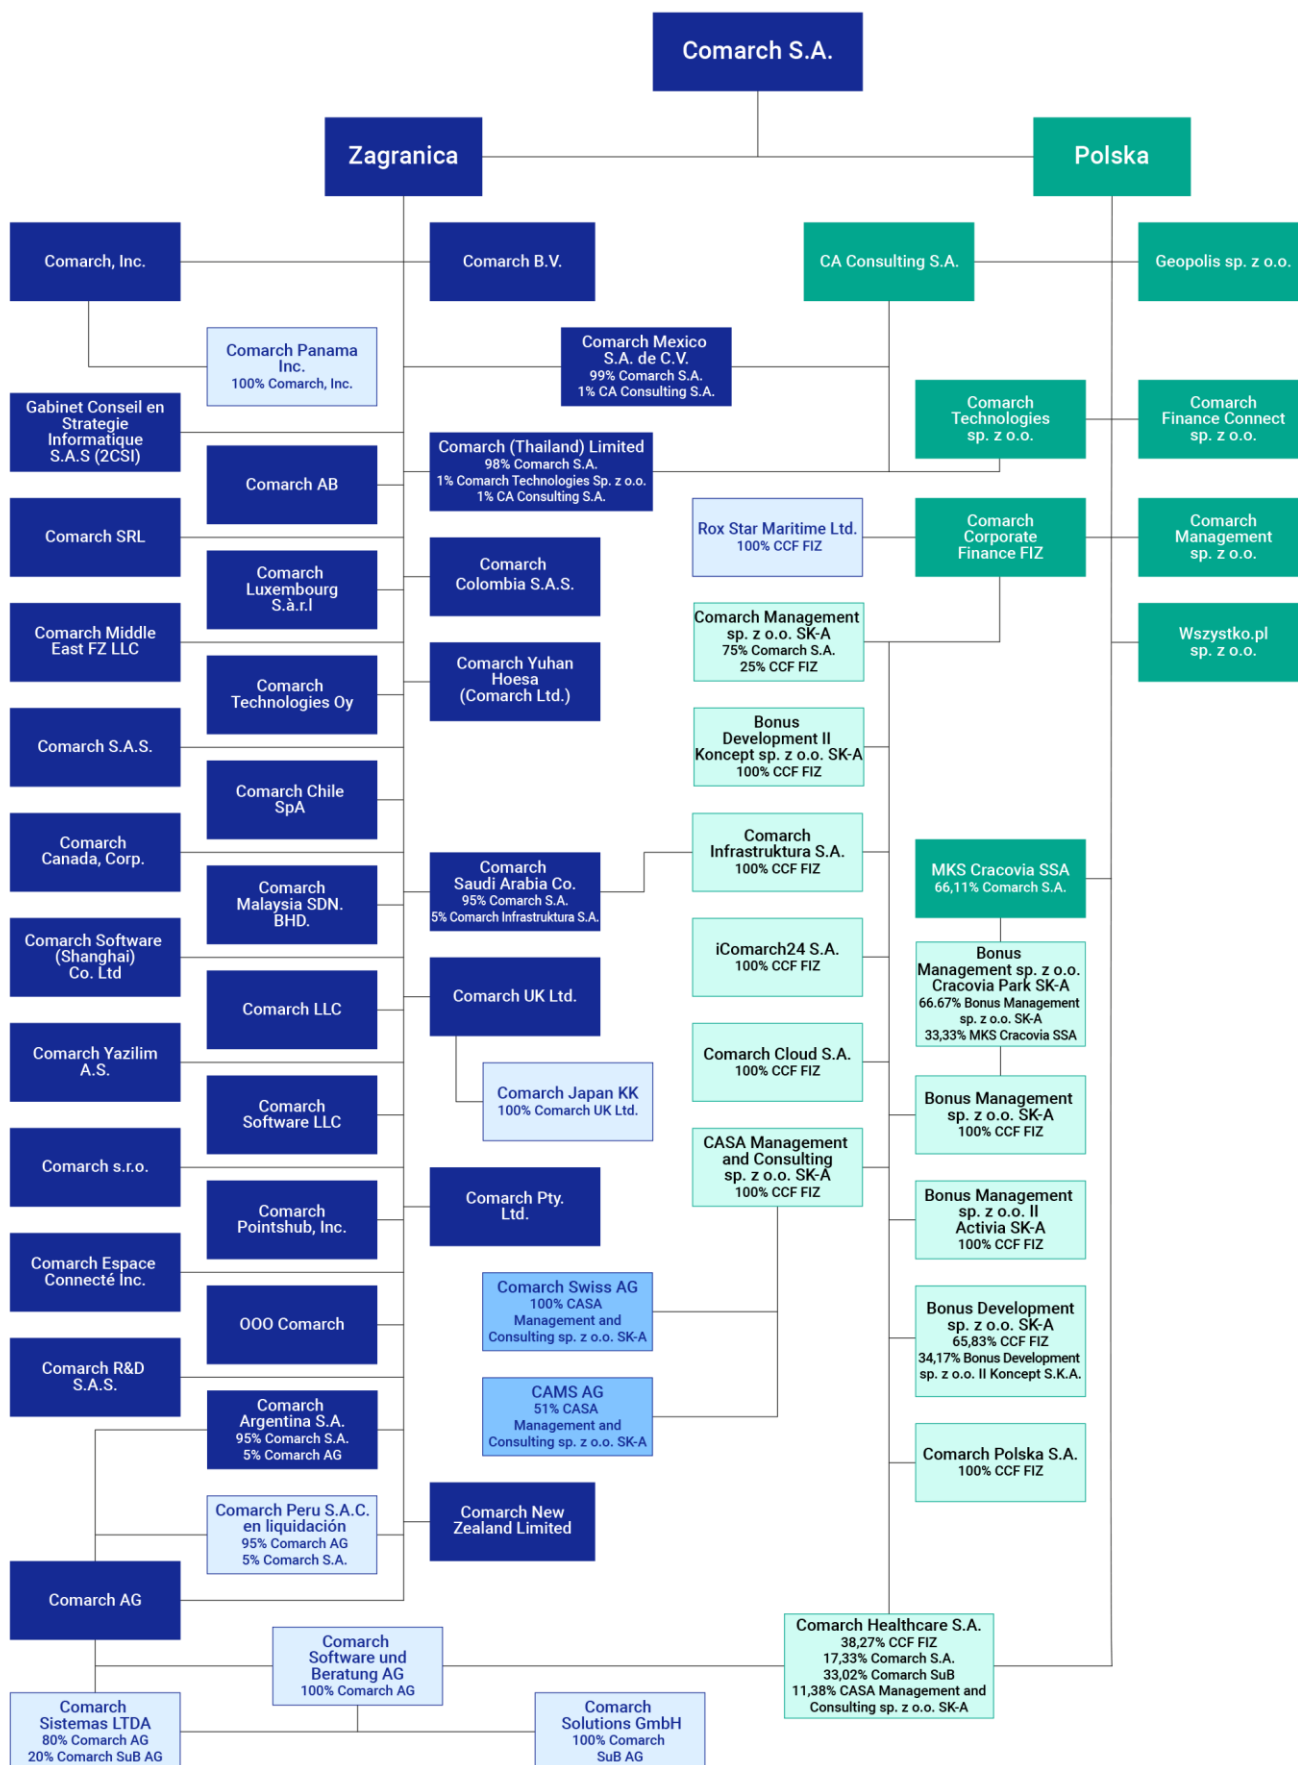 Comarch S.A.
Zagranica
Polska
Comarch, Inc.
Comarch B.V.
CA Consulting S.A.
Geopolis sp. z o.o.
Comarch Panama
Inc.
100% Comarch, Inc.
Comarch Mexico
S.A. de C.V.
99% Comarch S.A.
1% CA Consulting S.A.
Gabinet Conseil en
Strategie
Informatique
S.A.S (2CSI)
Comarch
Technologies
sp. z o.o.
Comarch
Finance Connect
sp. z o.o.
Comarch AB
Comarch (Thailand) Limited
98% Comarch S.A.
1% Comarch Technologies Sp. z o.o.
1% CA Consulting S.A.
Comarch SRL
Rox Star Maritime Ltd.
100% CCF FIZ
Comarch
Corporate
Finance FIZ
Comarch
Management
sp. z o.o.
Comarch
Luxembourg
S.à.r.l
Comarch
Colombia S.A.S.
Comarch Middle
East FZ LLC
Comarch Management
sp. z o.o. SK-A
75% Comarch S.A.
25% CCF FIZ
Wszystko.pl
sp. z o.o.
Comarch
Technologies Oy
Comarch Yuhan
Hoesa
(Comarch Ltd.)
Comarch S.A.S.
Bonus
Development II
Koncept sp. z o.o. SK-A
100% CCF FIZ
Comarch Chile
SpA
Comarch
Canada, Corp.
Comarch
Infrastruktura S.A.
100% CCF FIZ
MKS Cracovia SSA
66,11% Comarch S.A.
Comarch
Malaysia SDN.
BHD.
Comarch
Saudi Arabia Co.
95% Comarch S.A.
5% Comarch Infrastruktura S.A.
Comarch Software
(Shanghai)
Co. Ltd
iComarch24 S.A.
100% CCF FIZ
Bonus
Management sp. z o.o.
Cracovia Park SK-A
66.67% Bonus Management
sp. z o.o. SK-A
33,33% MKS Cracovia SSA
Comarch LLC
Comarch UK Ltd.
Comarch Yazilim
A.S.
Comarch Cloud S.A.
100% CCF FIZ
Comarch Japan KK
100% Comarch UK Ltd.
Comarch
Software LLC
Bonus Management
sp. z o.o. SK-A
100% CCF FIZ
Comarch s.r.o.
CASA Management
and Consulting
sp. z o.o. SK-A
100% CCF FIZ
Comarch
Pointshub, Inc.
Comarch Pty.
Ltd.
Bonus Management
sp. z o.o. II
Activia SK-A
100% CCF FIZ
Comarch Espace
Connecté Inc.
Comarch Swiss AG
100% CASA
Management and
Consulting sp. z o.o. SK-A
OOO Comarch
Bonus Development
sp. z o.o. SK-A
65,83% CCF FIZ
34,17% Bonus Development
sp. z o.o. II Koncept S.K.A.
Comarch R&D
S.A.S.
CAMS AG
51% CASA
Management and
Consulting sp. z o.o. SK-A
Comarch
Argentina S.A.
95% Comarch S.A.
5% Comarch AG
Comarch Polska S.A.
100% CCF FIZ
Comarch Peru S.A.C.
en liquidación
95% Comarch AG
5% Comarch S.A.
Comarch New
Zealand Limited
Comarch AG
Comarch
Software und
Beratung AG
100% Comarch AG
Comarch Healthcare S.A.
38,27% CCF FIZ
17,33% Comarch S.A.
33,02% Comarch SuB
11,38% CASA Management and
Consulting sp. z o.o. SK-A
Comarch
Sistemas LTDA
80% Comarch AG
20% Comarch SuB AG
Comarch
Solutions GmbH
100% Comarch
SuB AG